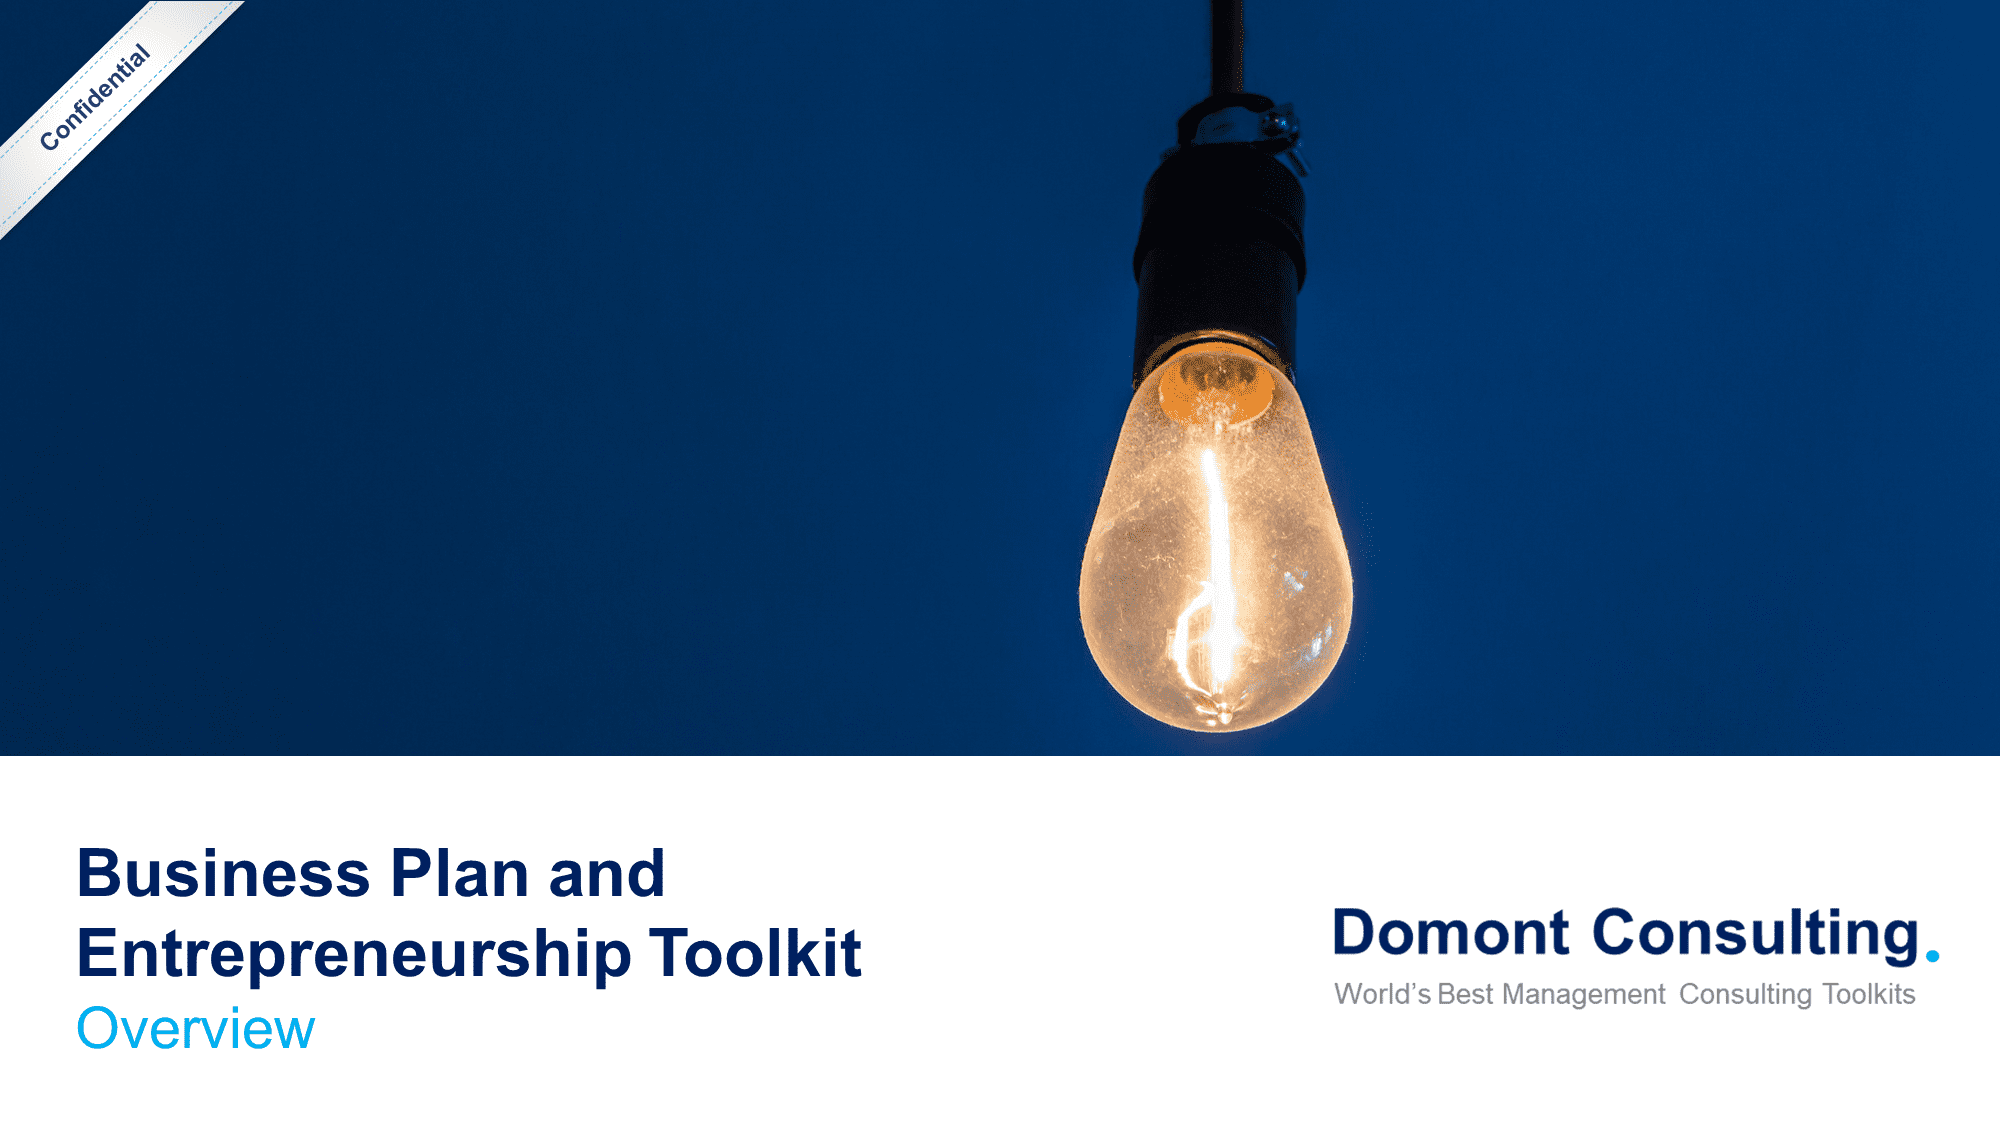 Confidential
Business Plan and
Entrepreneurship Toolkit
Overview
Domont Consulting.
World's Best Management Consulting Toolkits